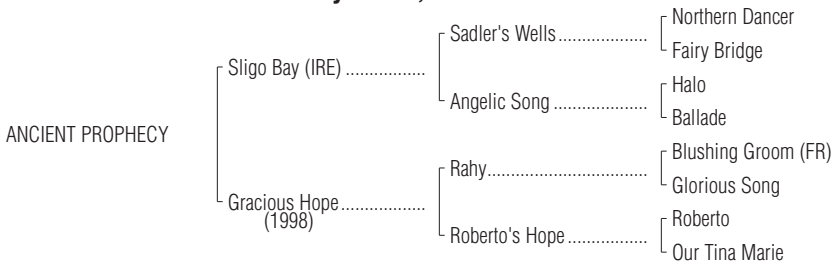 Northern Dancer
Sadler's Wells....................
Fairy Bridge
Sligo Bay (IRE) .................
Halo
Angelic Song .....................
Ballade
ANCIENT PROPHECY
Blushing Groom (FR)
Rahy...................................
Glorious Song
Gracious Hope..................
(1998)
Roberto
Roberto's Hope .................
Our Tina Marie